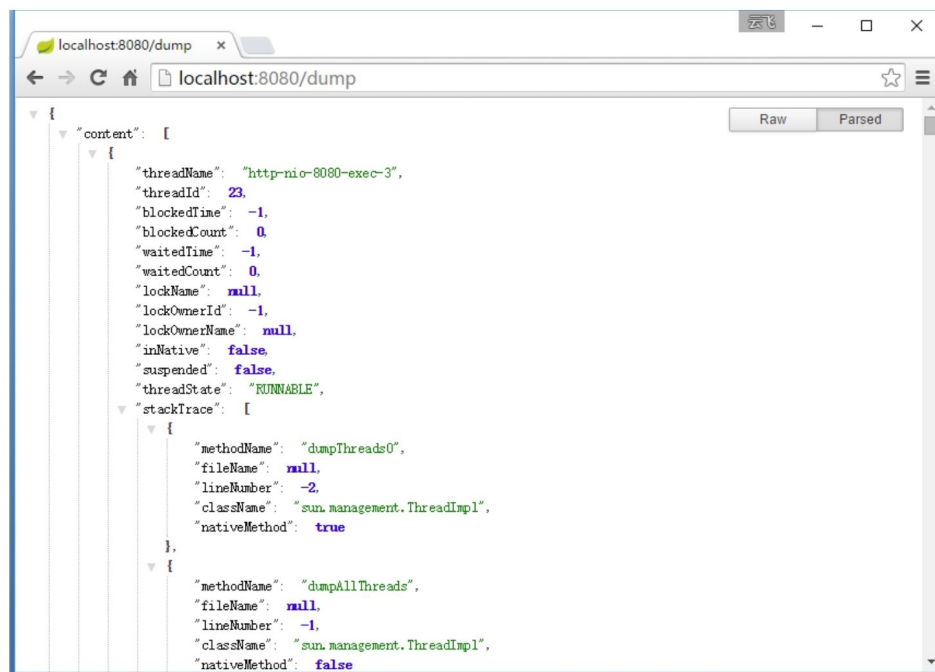 云飞
localhost:8080/dump
localhost:8080/dump
Raw Parsed
{
"content": [
{
"threadName": "http-nio-8080-exec-3",
"threadId": 23,
"blockedTime": -1,
"blockedCount": 0,
"waitedTime": -1,
"waitedCount": 0,
"lockName": null,
"lockOwnerId": -1,
"lockOwnerName": null,
"inNative": false,
"suspended": false,
"threadState": "RUNNABLE",
"stackTrace": [
{
"methodName": "dumpThreads0",
"fileName": null,
"lineNumber": -2,
"className": "sun.management.ThreadImpl",
"nativeMethod": true
},
{
"methodName": "dumpAllThreads",
"fileName": null,
"lineNumber": -1,
"className": "sun.management.ThreadImpl",
"nativeMethod": false